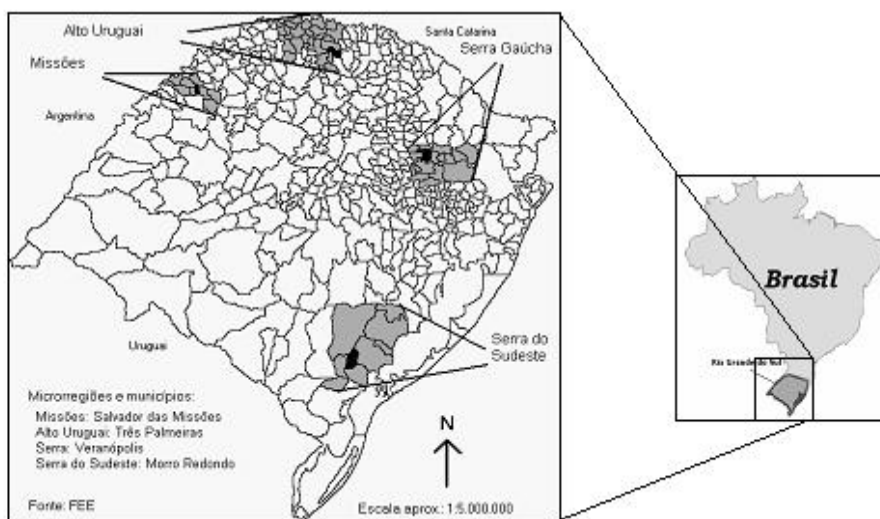 Alto Uruguai
Santa Catarina
Serra Gaúcha
Missões
Argentina
Brasil
Rio Grande do Sul
Uruguai
Serra do
Sudeste
Microrregiões e municípios:
Missões: Salvador das Missões
Alto Uruguai: Três Palmeiras
Serra: Veranópolis
Serra do Sudeste: Morro Redondo
N
Fonte: FEE
Escala aprox.: 1:5.000.000